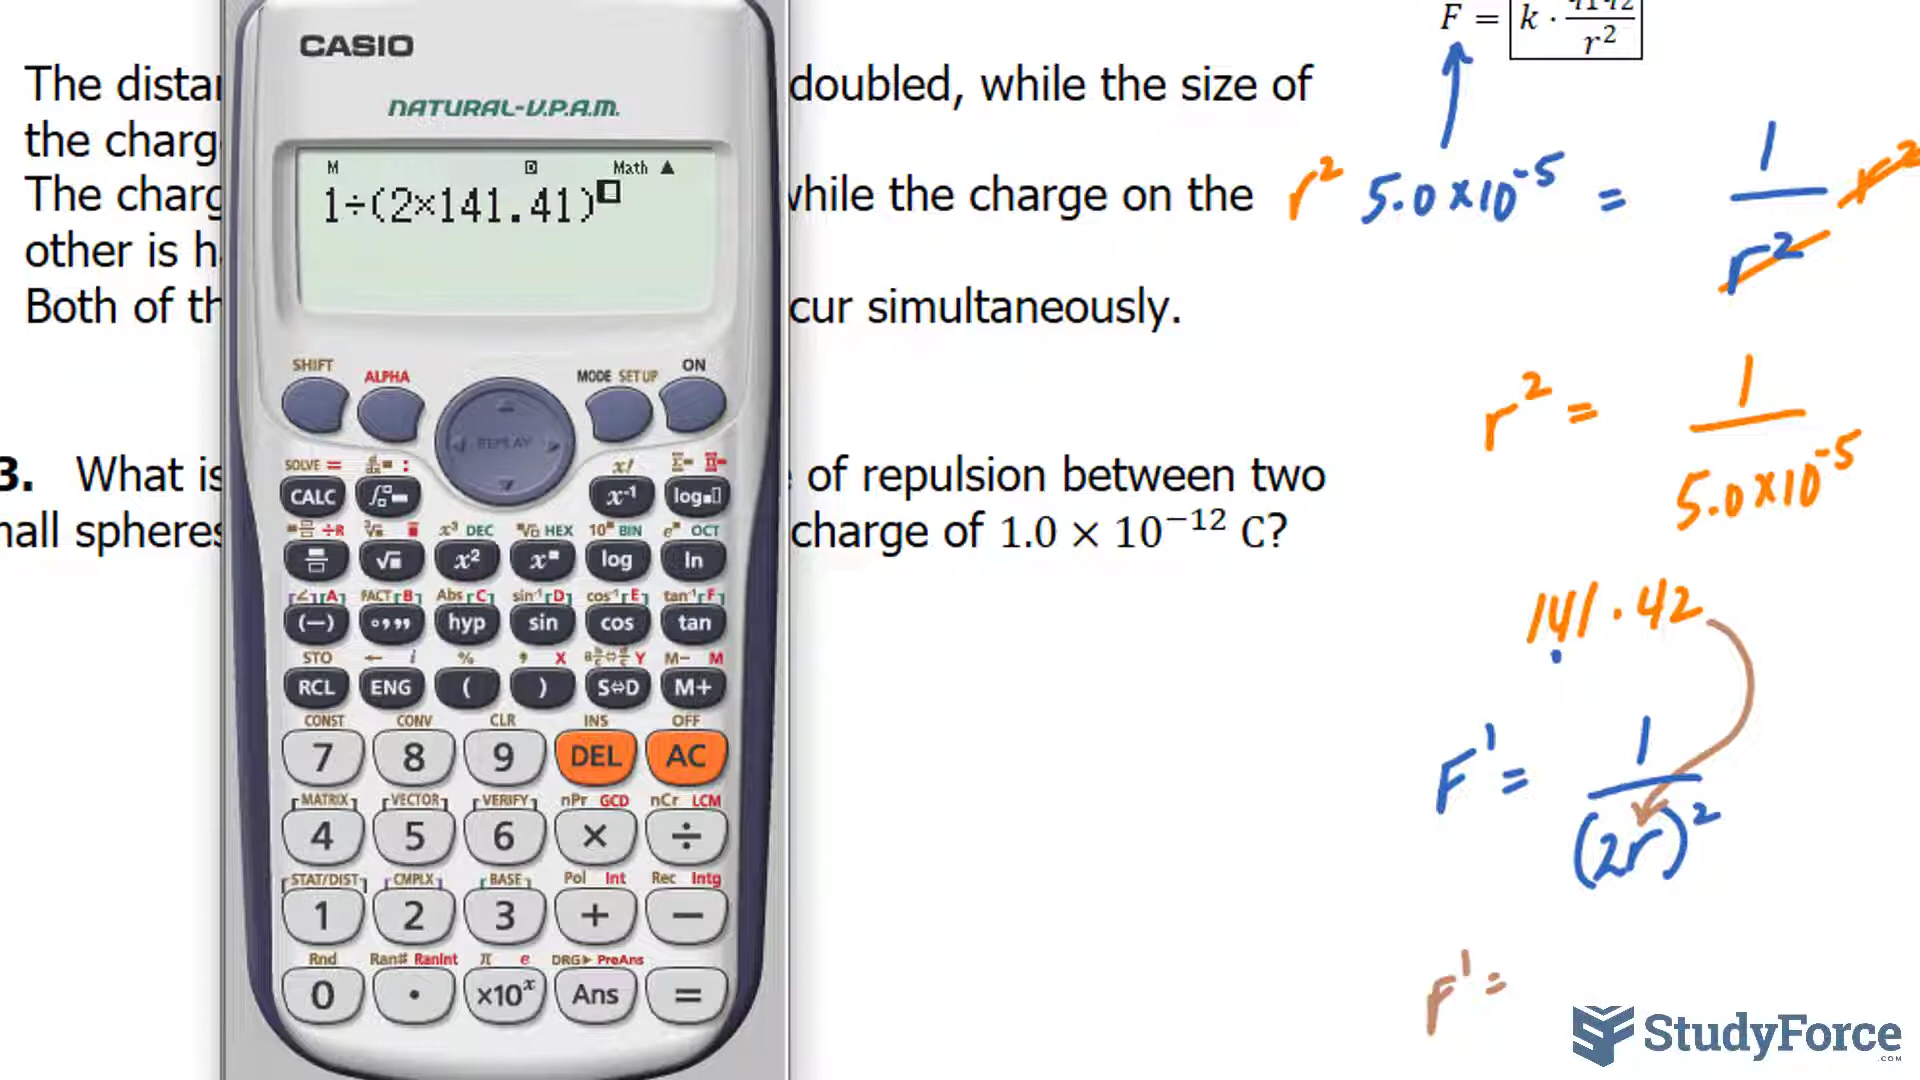 The distan
doubled, while the size of
the charg
The charg
while the charge on the
other is h
Both of th
cur simultaneously.
3. What is
of repulsion between two
mall spheres
charge of 1.0 × 10⁻¹² C?
CASIO
NATURAL-V.P.A.M.
M D Math ▲
1÷(2×141.41)^□
SHIFT ALPHA MODE SETUP ON
REPLAY
SOLVE = : x!
CALC x⁻¹ log
÷R x³ DEC HEX 10■ BIN e■ OCT
√■ x² x■ log ln
∠ A FACT B Abs C sin⁻¹ D cos⁻¹ E tan⁻¹ F
(−) °,,, hyp sin cos tan
STO ← i % , X Y M− M
RCL ENG ( ) S⇔D M+
CONST CONV CLR INS OFF
7 8 9 DEL AC
MATRIX VECTOR VERIFY nPr GCD nCr LCM
4 5 6 × ÷
STAT/DIST CMPLX BASE Pol Int Rec Intg
1 2 3 + −
Rnd Ran# RanInt π e DRG▶ PreAns
0 . ×10ˣ Ans =
F = k · q1q2 / r²
r² 5.0×10⁻⁵ = 1 / r² r²
r² = 1 / 5.0×10⁻⁵
141.42
F' = 1 / (2r)²
F' =
StudyForce
.COM